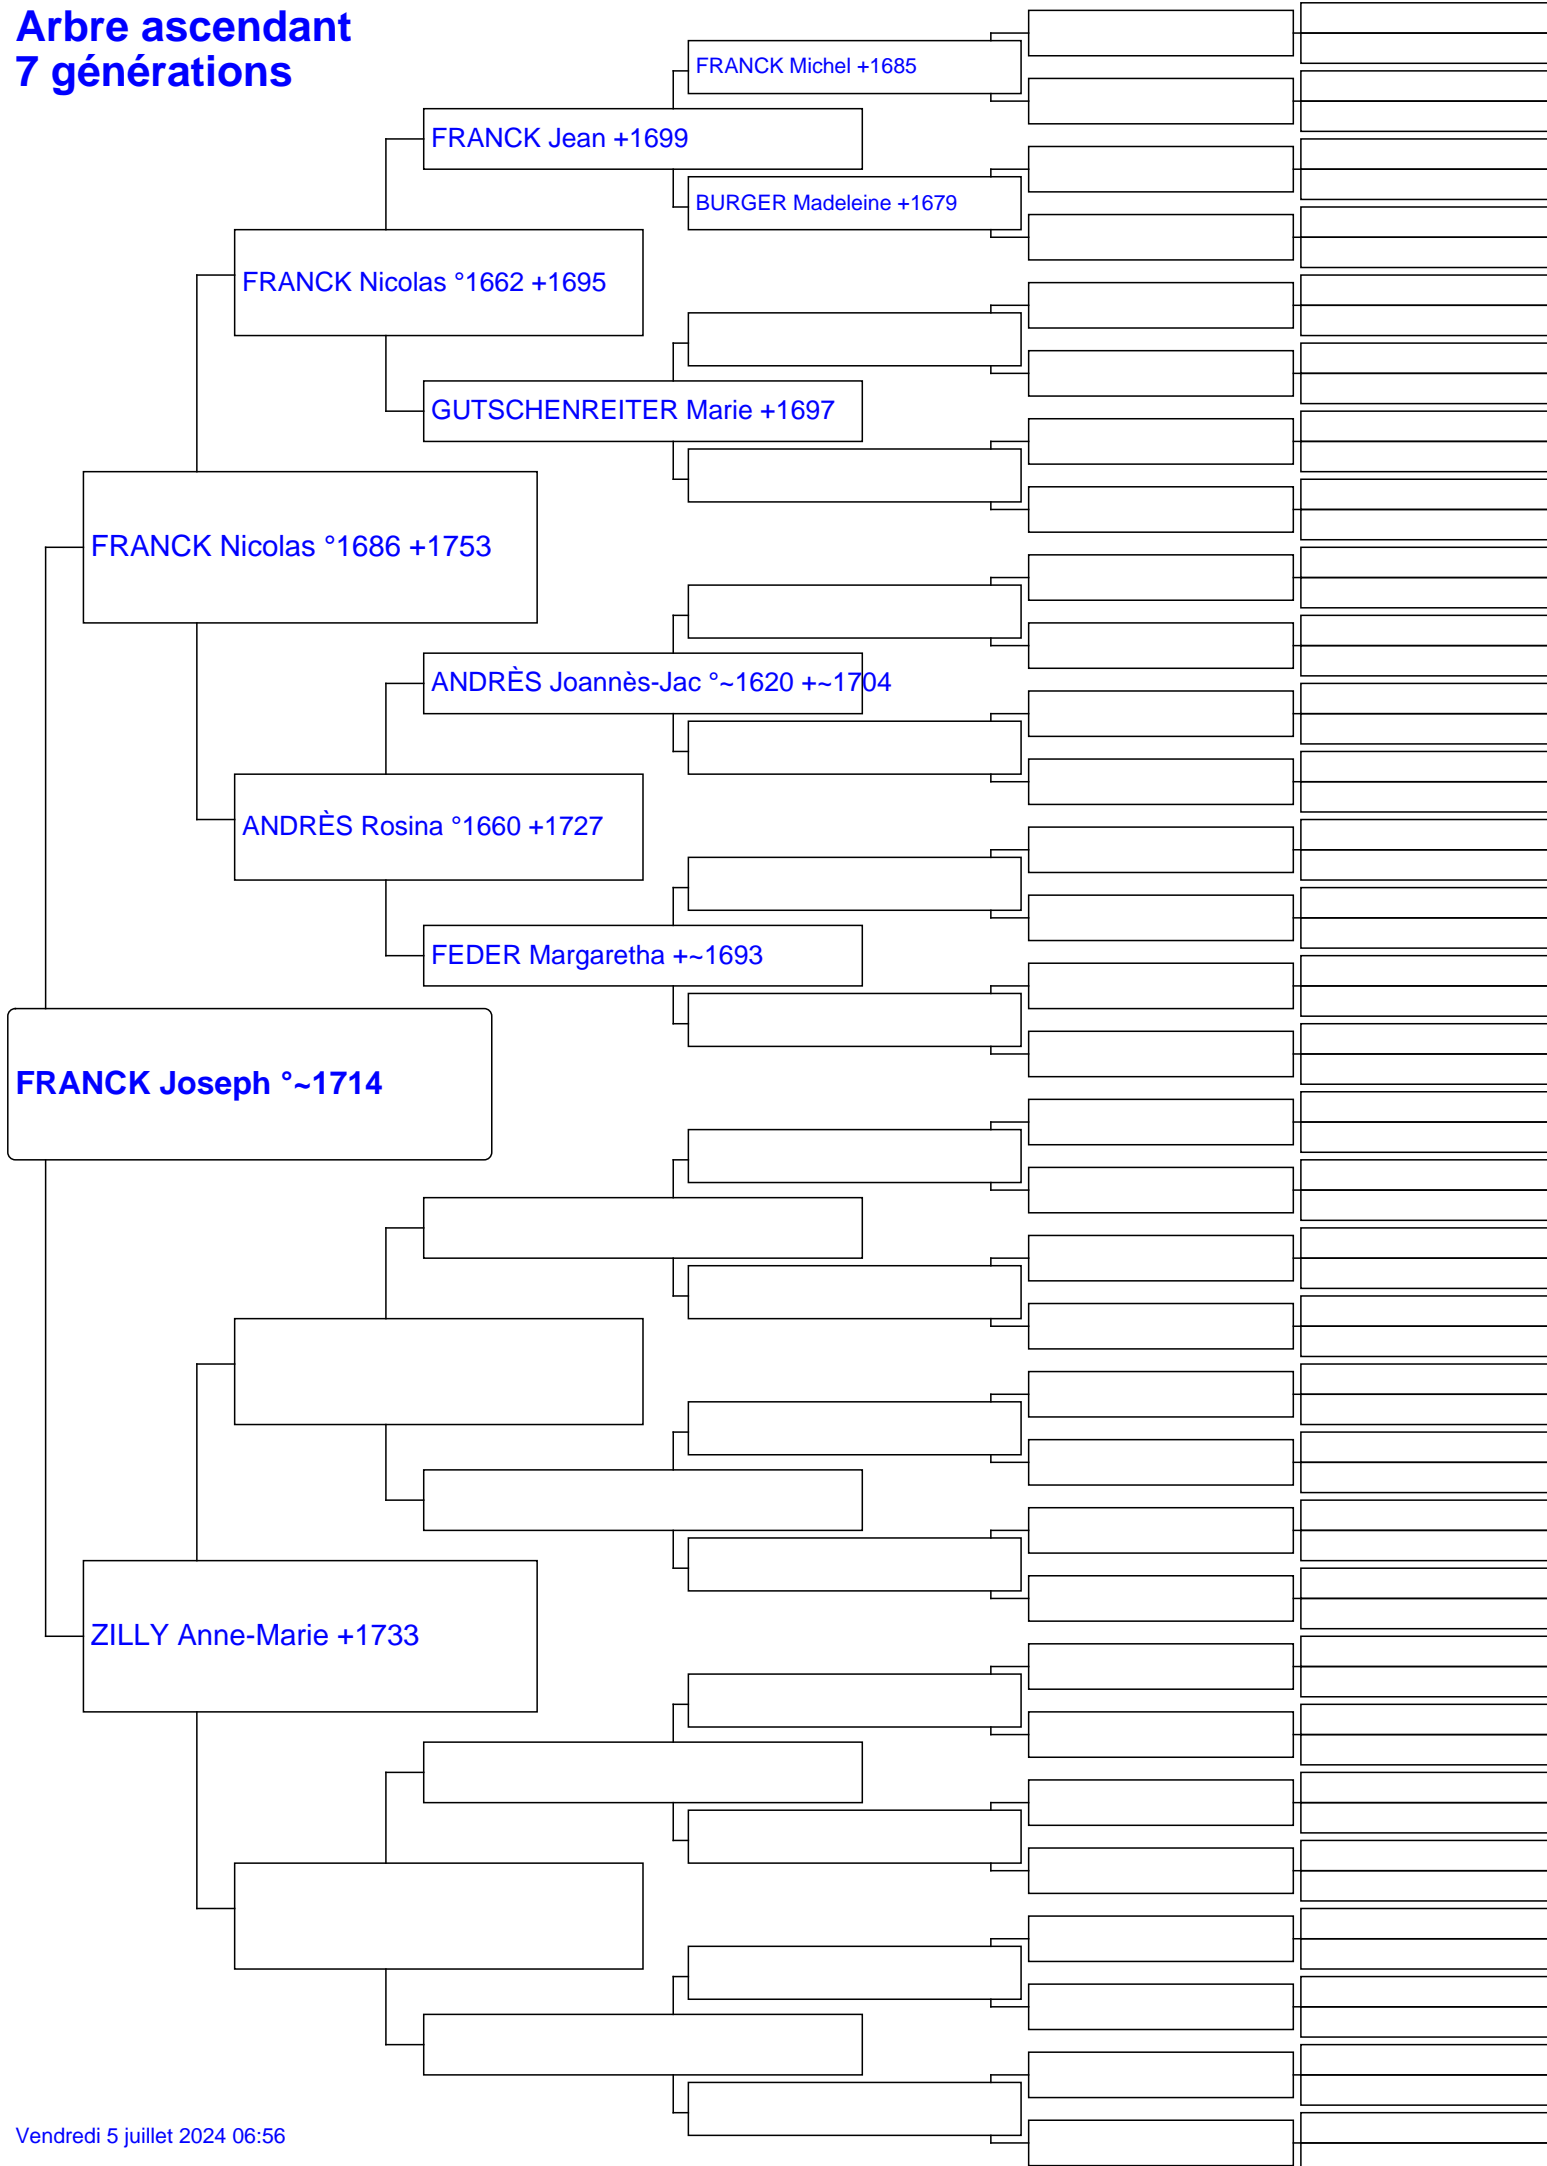 Arbre ascendant
7 générations
FRANCK Michel +1685
FRANCK Jean +1699
BURGER Madeleine +1679
FRANCK Nicolas °1662 +1695
GUTSCHENREITER Marie +1697
FRANCK Nicolas °1686 +1753
ANDRÈS Joannès-Jac °~1620 +~1704
ANDRÈS Rosina °1660 +1727
FEDER Margaretha +~1693
FRANCK Joseph °~1714
ZILLY Anne-Marie +1733
Vendredi 5 juillet 2024 06:56